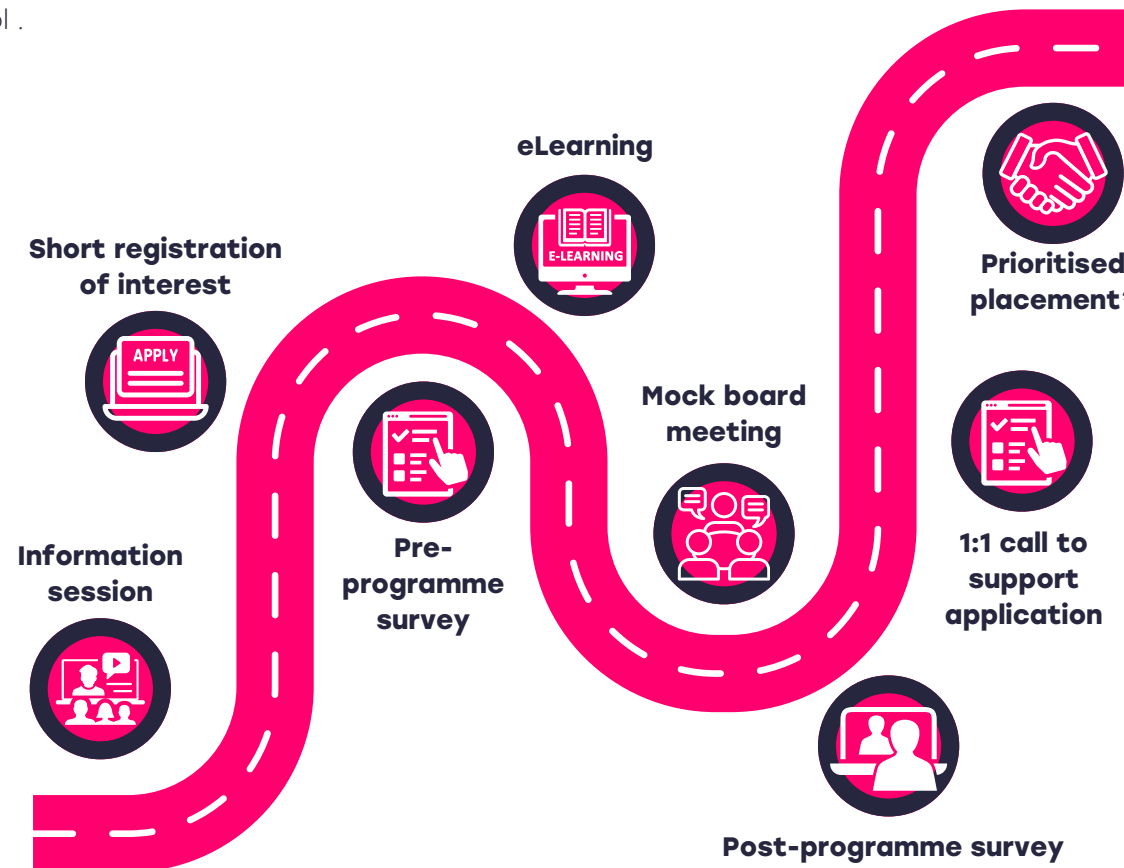 eLearning
E-LEARNING
Short registration
of interest
APPLY
Prioritised
Mock board
meeting
Information
session
Pre-
programme
survey
1:1 call to
support
application
Post-programme survey